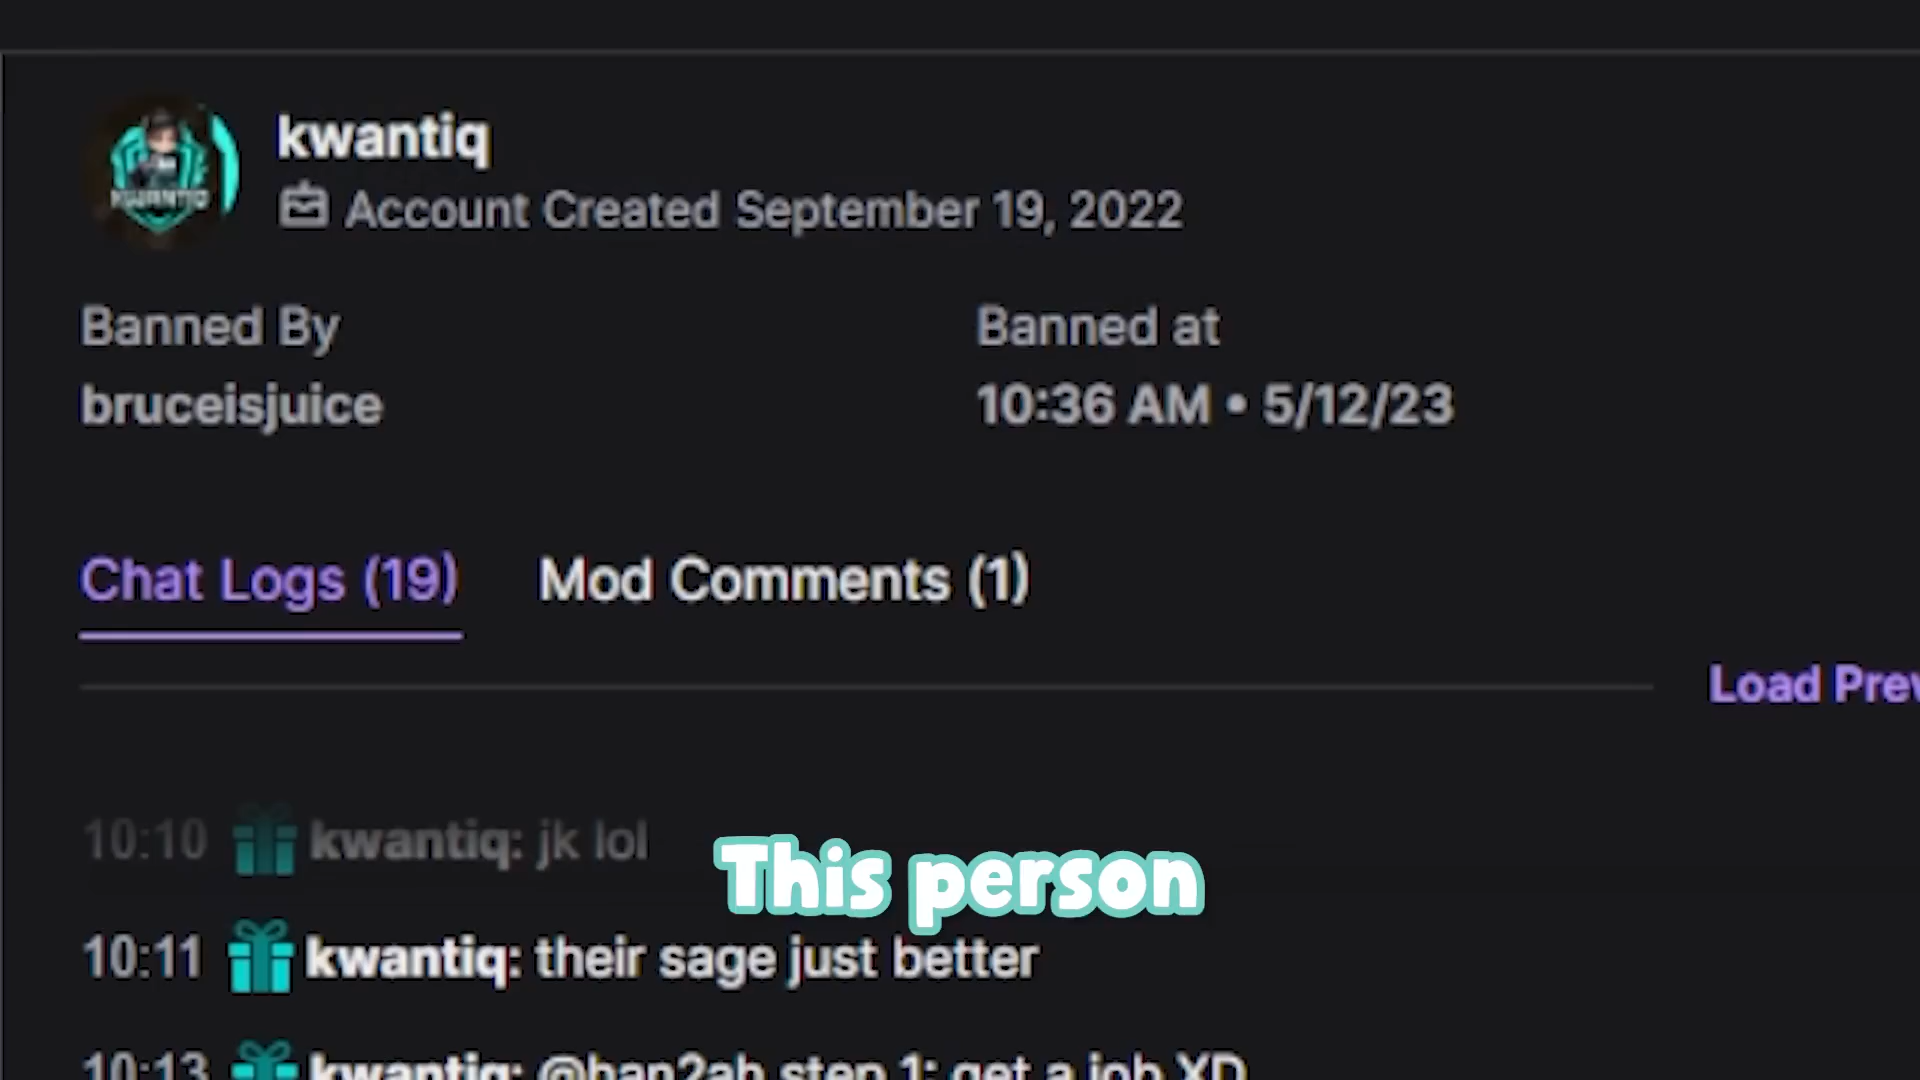 kwantiq
Account Created September 19, 2022
KWANTIQ
Banned By
Banned at
bruceisjuice
10:36 AM • 5/12/23
Chat Logs (19)
Mod Comments (1)
Load Prev
10:10 kwantiq: jk lol
This person
10:11 kwantiq: their sage just better
10:13 kwantiq: @han2ah step 1: get a job XD